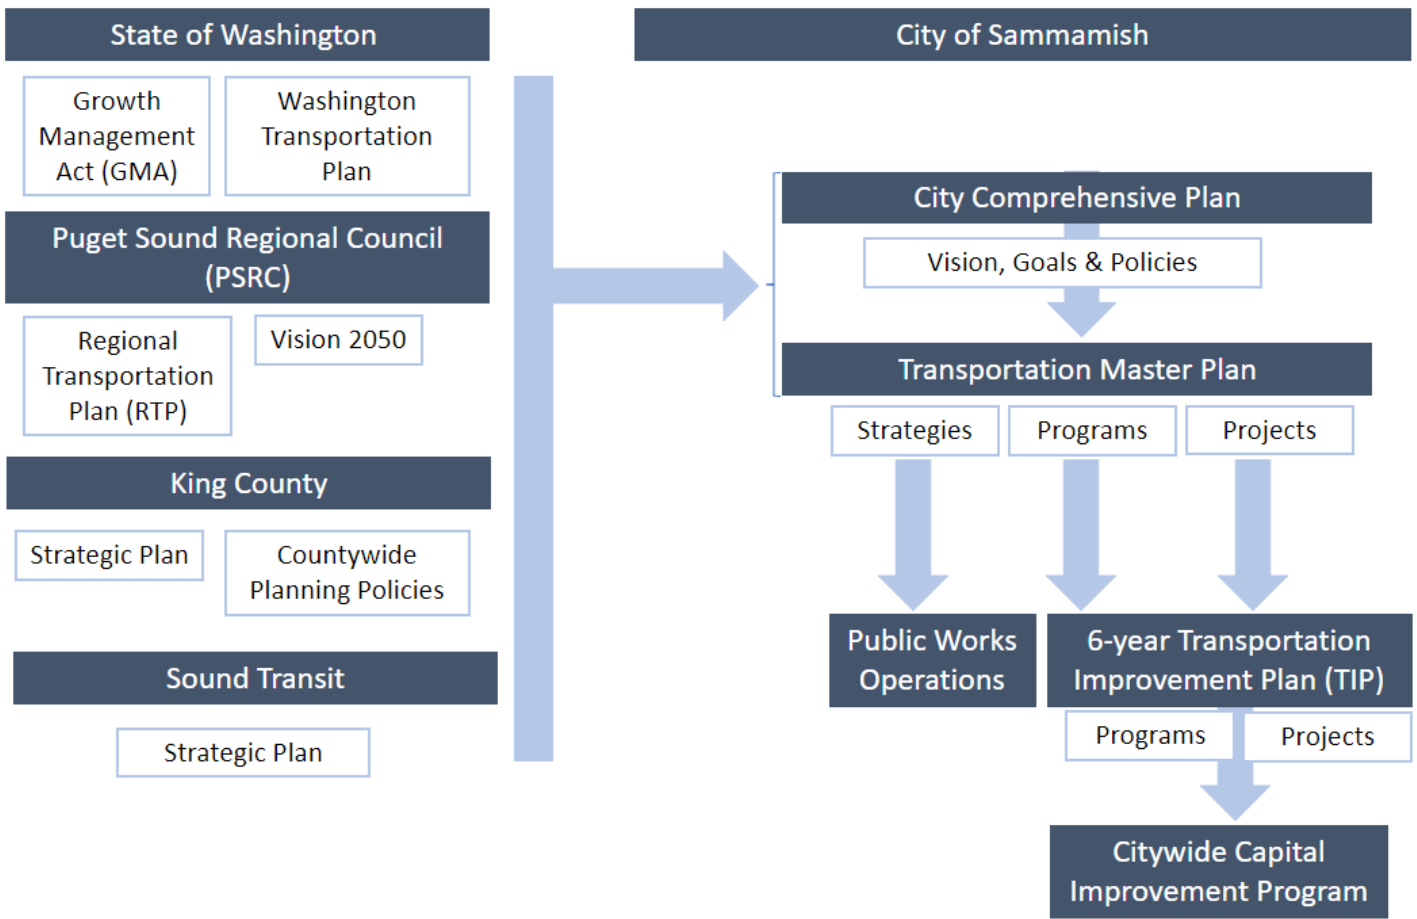 State of Washington
Growth
Management
Act (GMA)
Washington
Transportation
Plan
Puget Sound Regional Council
(PSRC)
Regional
Transportation
Plan (RTP)
Vision 2050
King County
Strategic Plan
Countywide
Planning Policies
Sound Transit
Strategic Plan
City of Sammamish
City Comprehensive Plan
Vision, Goals & Policies
Transportation Master Plan
Strategies
Programs
Projects
Public Works
Operations
6-year Transportation
Improvement Plan (TIP)
Programs
Projects
Citywide Capital
Improvement Program